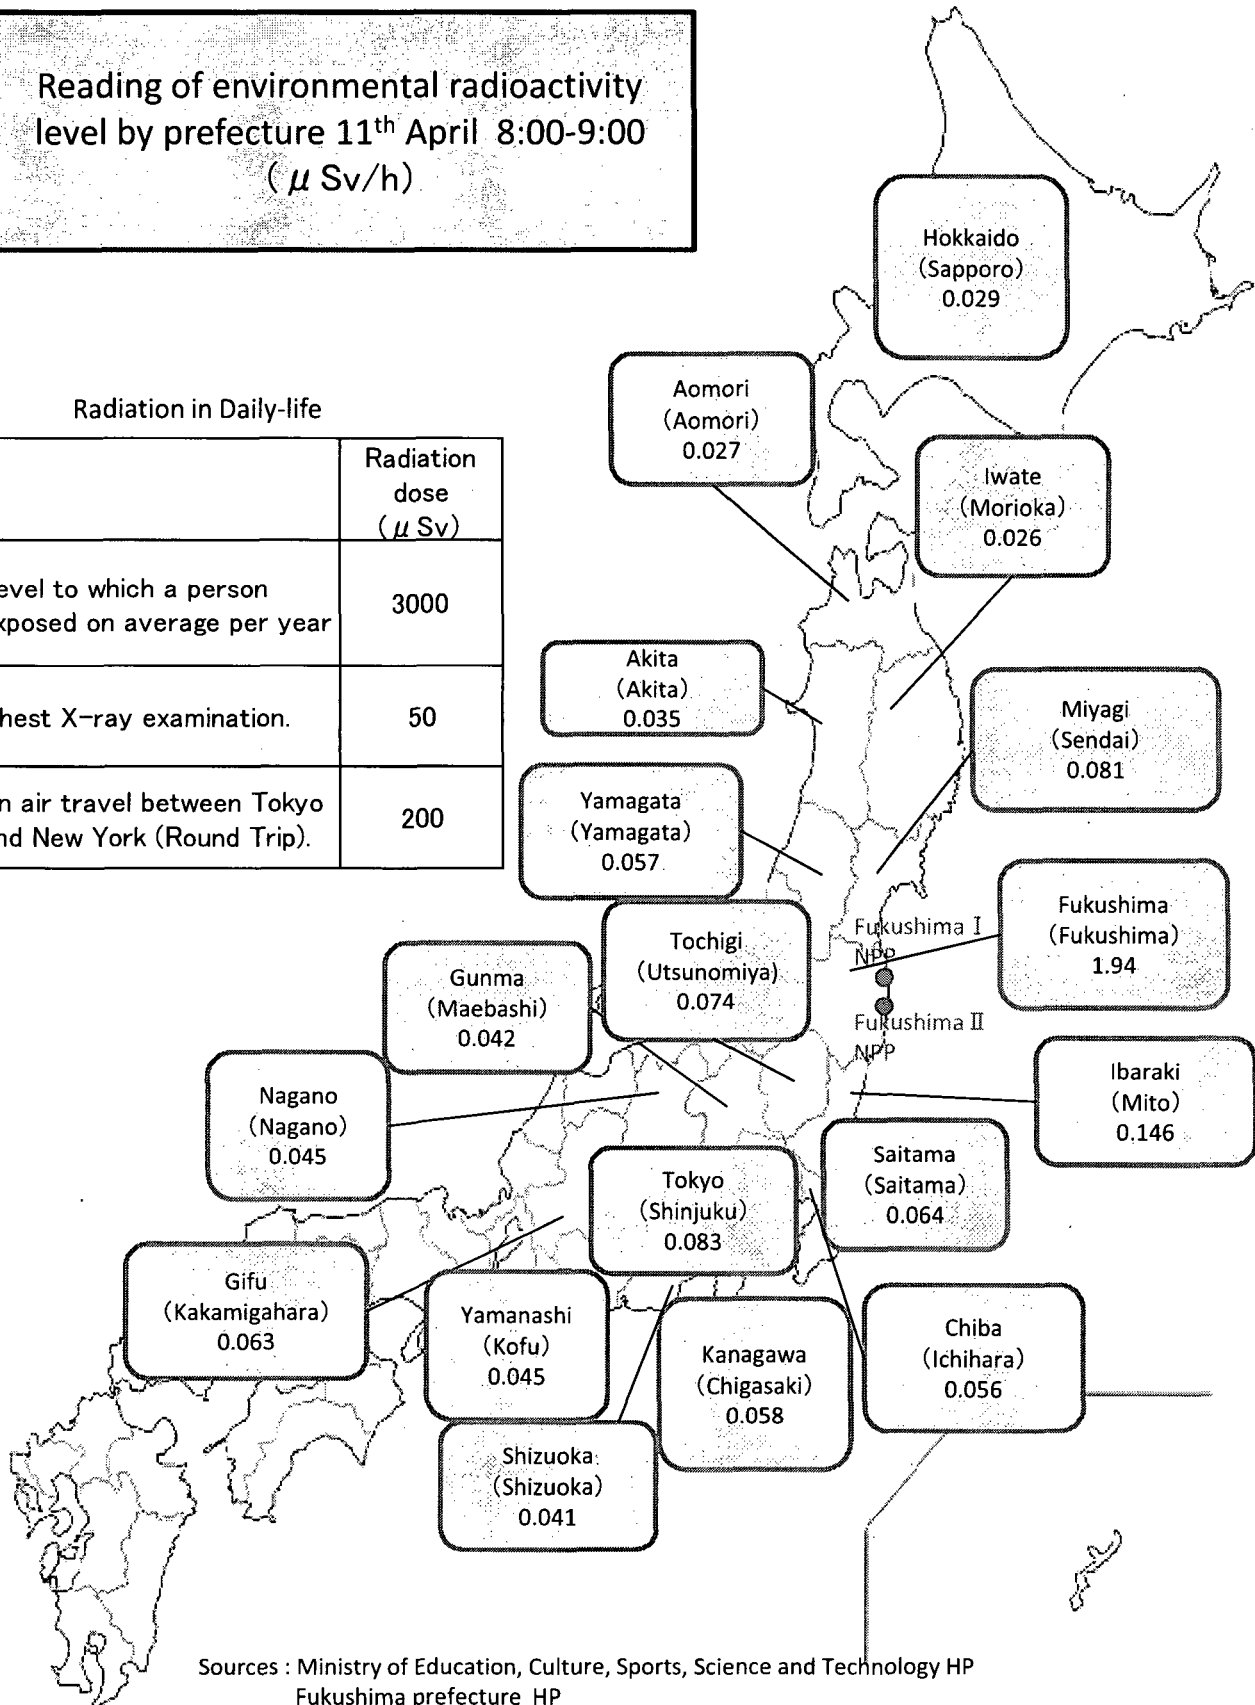 Reading of environmental radioactivity
level by prefecture 11th April 8:00-9:00
(μ Sv/h)
Hokkaido
(Sapporo)
0.029
Aomori
(Aomori)
0.027
Iwate
(Morioka)
0.026
Radiation in Daily-life
Radiation
dose
(μ Sv)
evel to which a person
xposed on average per year
3000
hest X-ray examination.
50
n air travel between Tokyo
nd New York (Round Trip).
200
Akita
(Akita)
0.035
Miyagi
(Sendai)
0.081
Yamagata
(Yamagata)
0.057
Fukushima
(Fukushima)
1.94
Fukushima Ⅰ
NPP
Fukushima Ⅱ
NPP
Tochigi
(Utsunomiya)
0.074
Gunma
(Maebashi)
0.042
Ibaraki
(Mito)
0.146
Nagano
(Nagano)
0.045
Saitama
(Saitama)
0.064
Tokyo
(Shinjuku)
0.083
Gifu
(Kakamigahara)
0.063
Yamanashi
(Kofu)
0.045
Kanagawa
(Chigasaki)
0.058
Chiba
(Ichihara)
0.056
Shizuoka
(Shizuoka)
0.041
Sources : Ministry of Education, Culture, Sports, Science and Technology HP
Fukushima prefecture HP